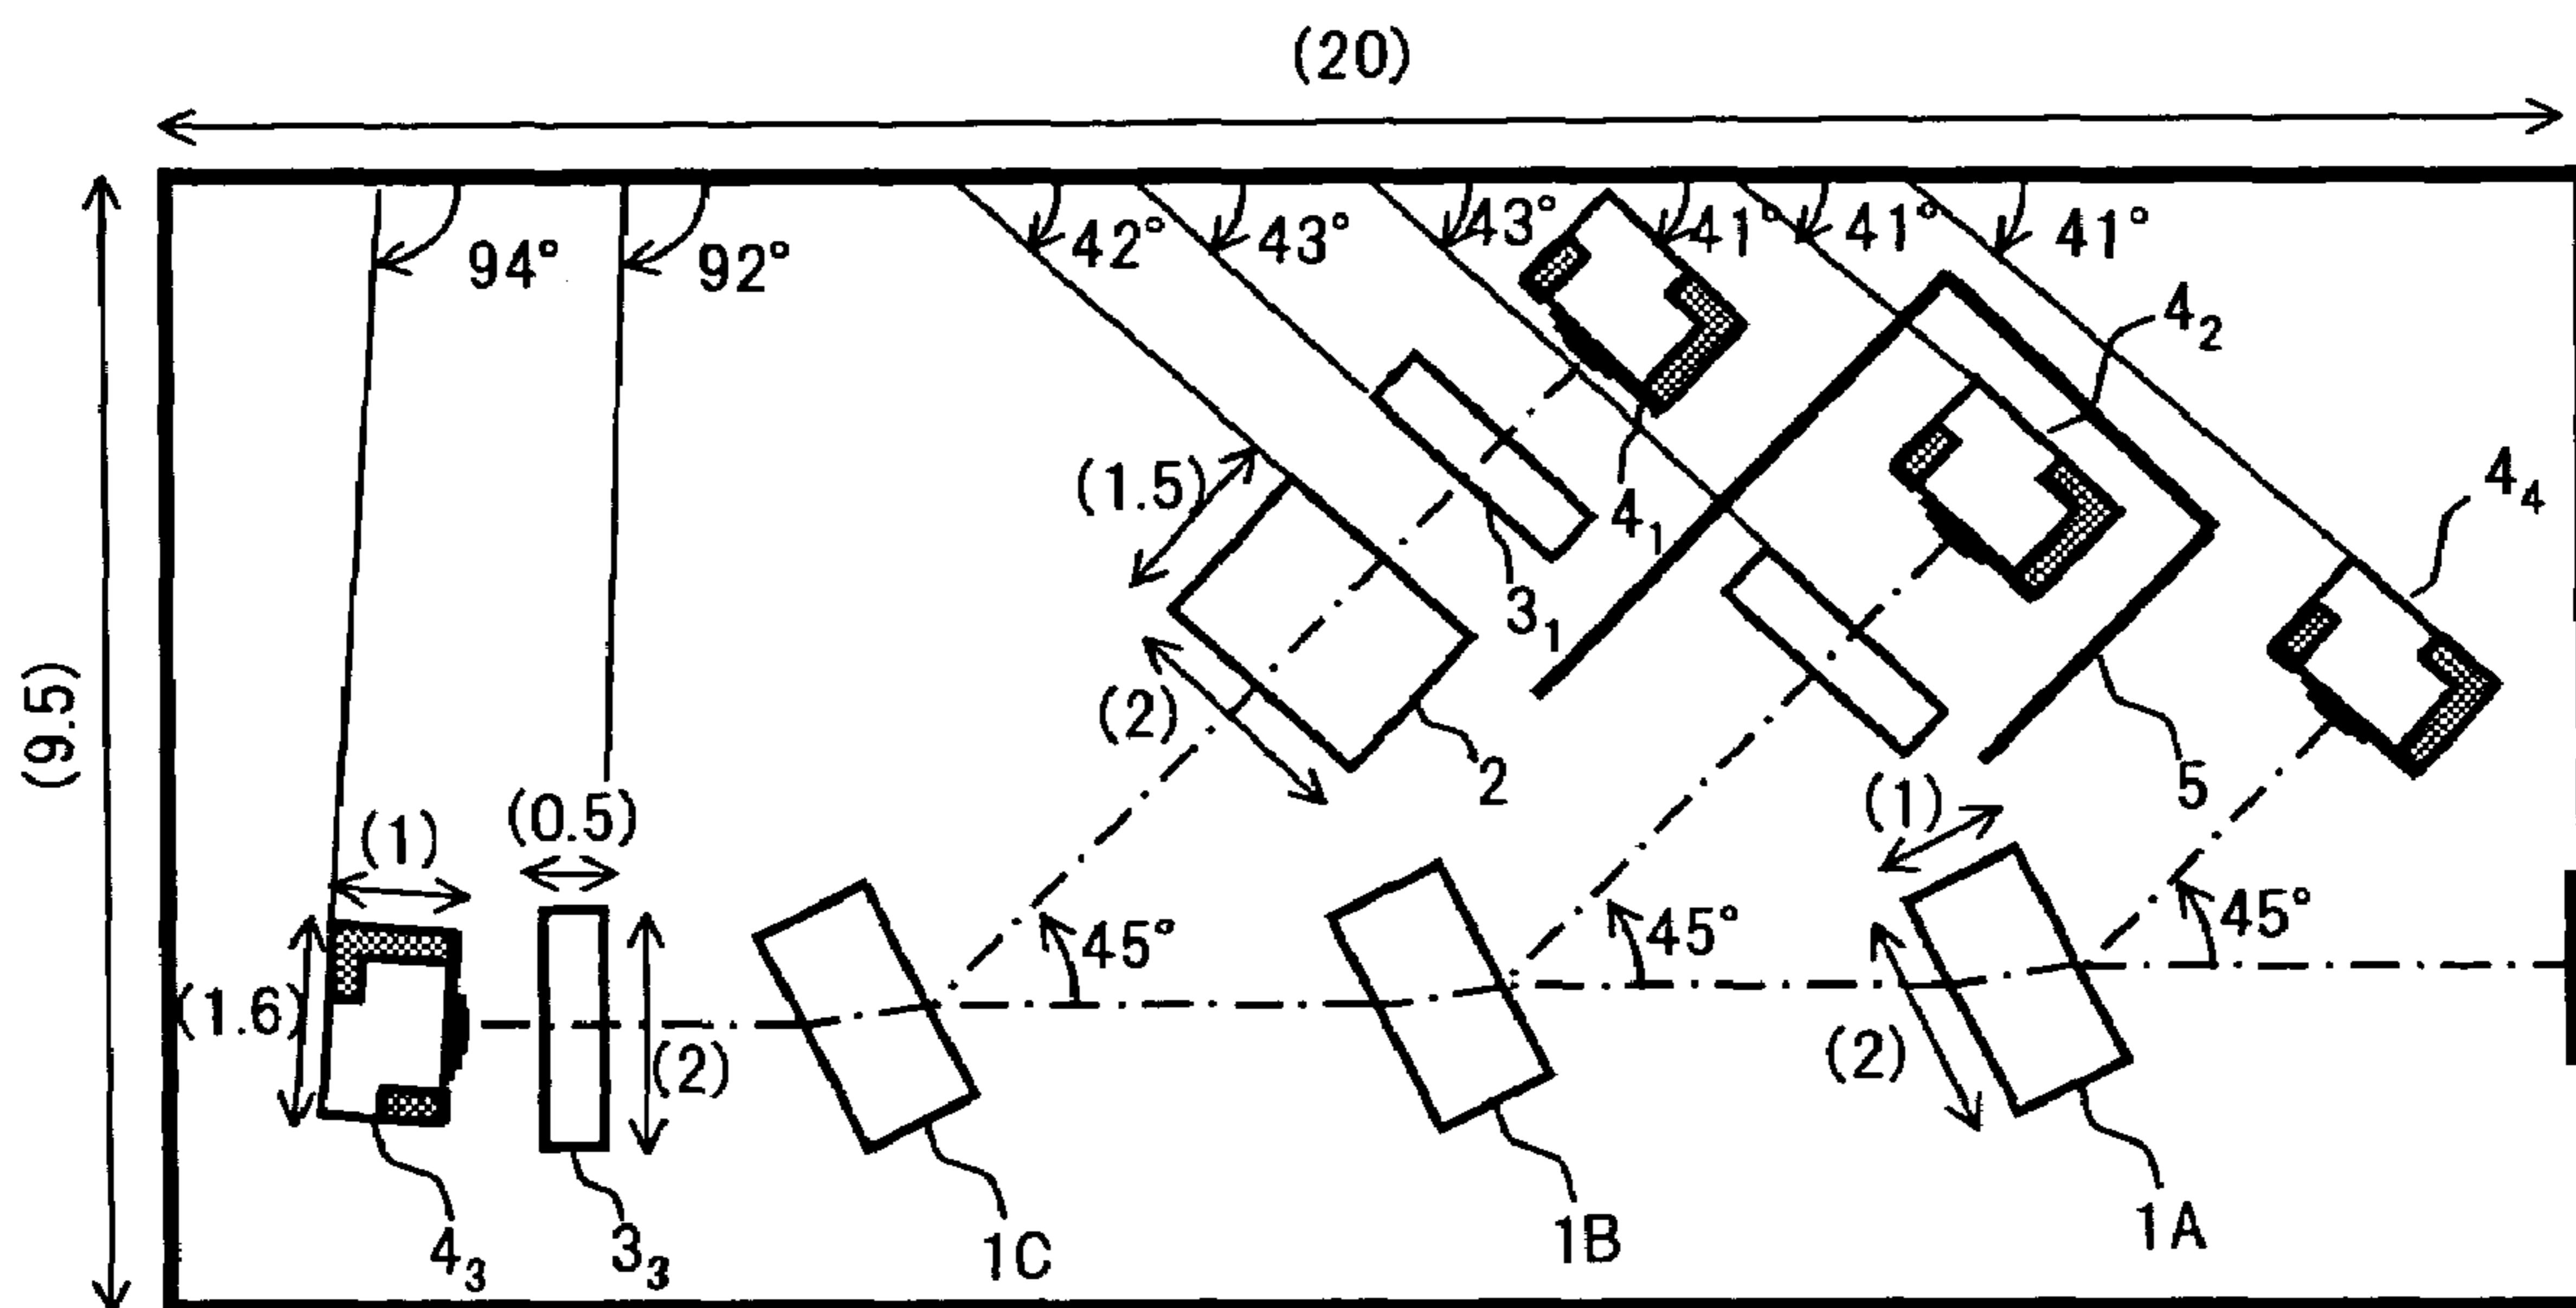 (20)
94° 92° 42° 43° 43° 41° 41° 41°
4₂
(1.5)
4₁
4₄
3₁
(9.5)
(2)
2
5
(1) (0.5) (1)
45° 45° 45°
(1.6) (2) (2)
4₃ 3₃ 1C 1B 1A